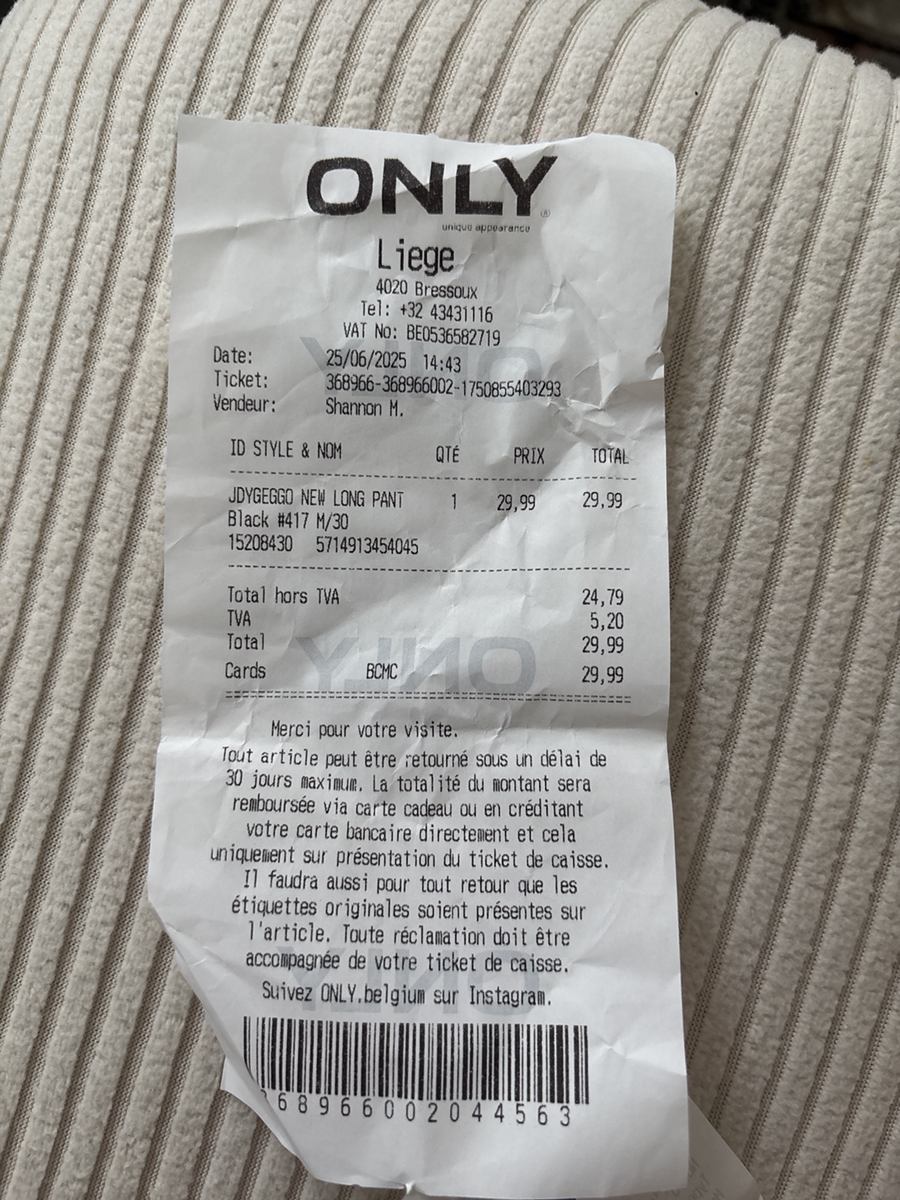 ONLY®
unique appearance
Liege
4020 Bressoux
Tel: +32 43431116
VAT No: BE0536582719
Date: 25/06/2025 14:43
Ticket: 368966-368966002-1750855403293
Vendeur: Shannon M.
ID STYLE & NOM QTÉ PRIX TOTAL
JDYGEGGO NEW LONG PANT 1 29,99 29,99
Black #417 M/30
15208430 5714913454045
Total hors TVA 24,79
TVA 5,20
Total 29,99
Cards BCMC 29,99
Merci pour votre visite.
Tout article peut être retourné sous un délai de
30 jours maximum. La totalité du montant sera
remboursée via carte cadeau ou en créditant
votre carte bancaire directement et cela
uniquement sur présentation du ticket de caisse.
Il faudra aussi pour tout retour que les
étiquettes originales soient présentes sur
l'article. Toute réclamation doit être
accompagnée de votre ticket de caisse.
Suivez ONLY.belgium sur Instagram.
68966002044563